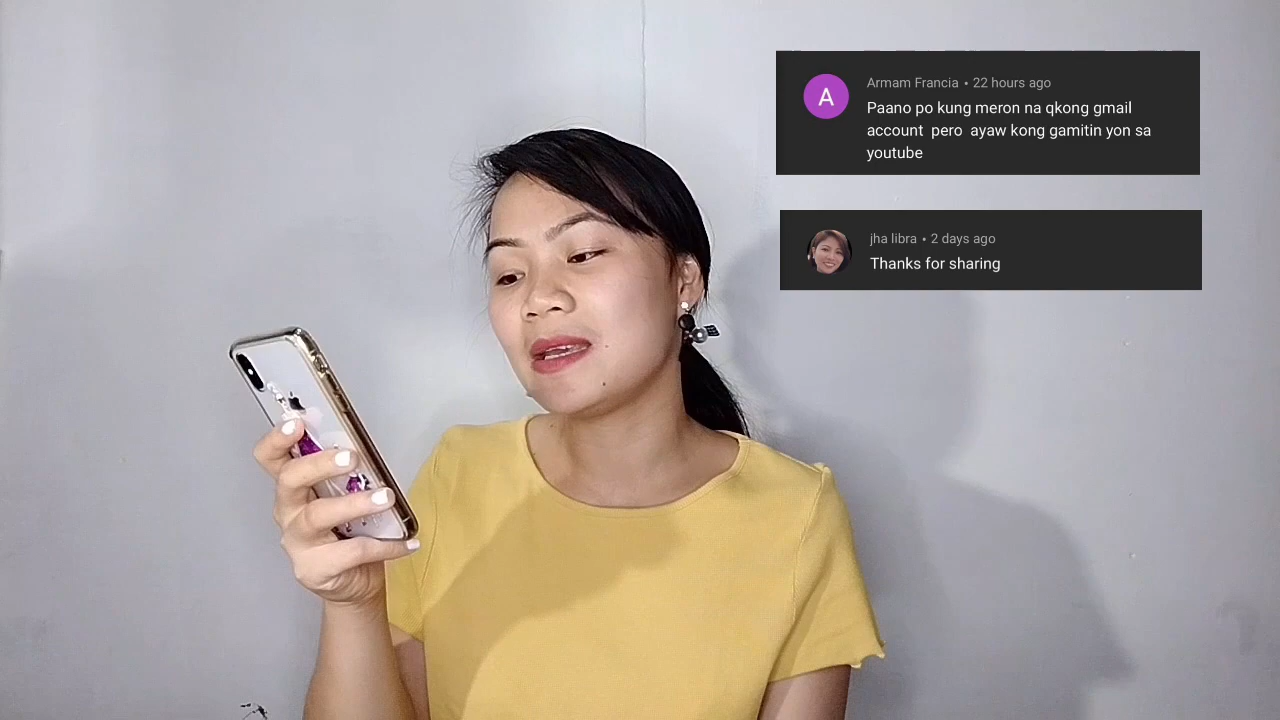 A
Armam Francia • 22 hours ago
Paano po kung meron na qkong gmail
account pero ayaw kong gamitin yon sa
youtube
jha libra • 2 days ago
Thanks for sharing